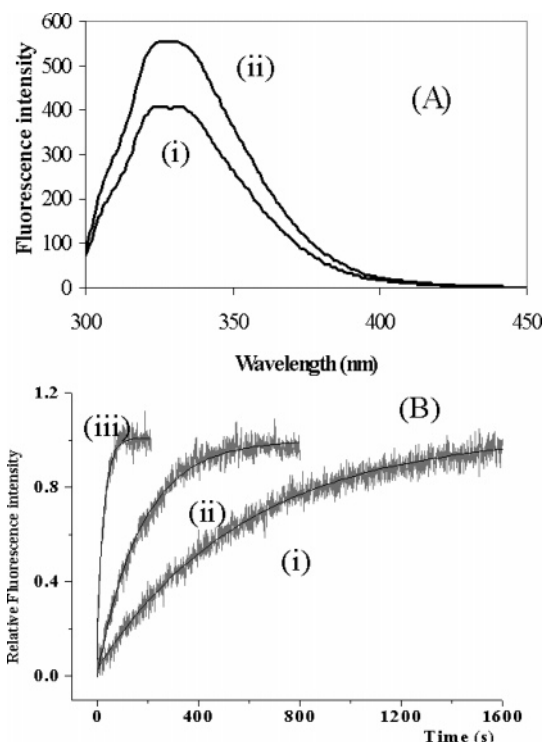 600
500
400
300
200
100
0
Fluorescence intensity
(ii)
(i)
(A)
300 350 400 450
Wavelength (nm)
1.2
0.8
0.4
0.0
Relative Fluorescence intensity
(iii)
(B)
(ii)
(i)
0 400 800 1200 1600
Time (s)